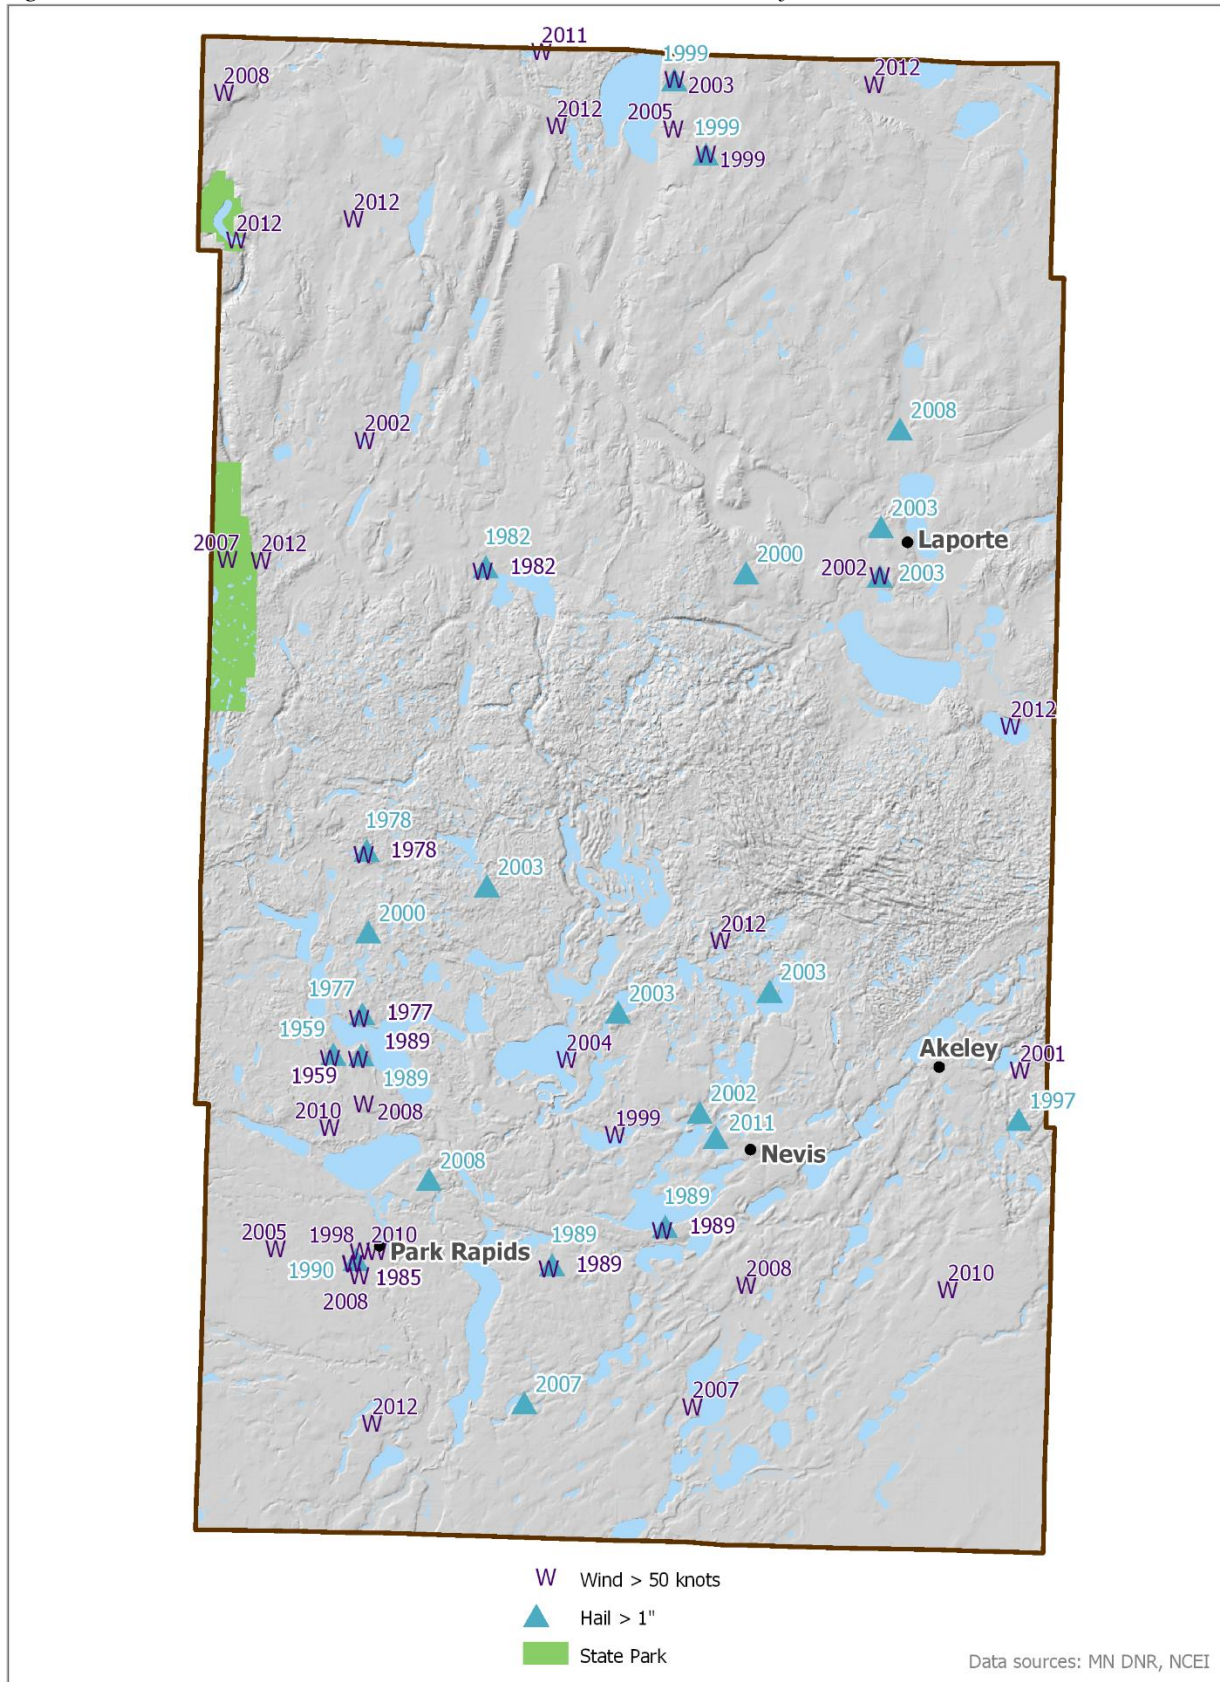 2011
1999
W
2008
W
W
2003
2012
W
2012
W
2005
W
1999
W
1999
2012
W
2012
W
2002
W
2008
2003
Laporte
2007
W
2012
W
1982
W
1982
2000
2002
W
2003
2012
W
1978
W
1978
2003
2000
2012
W
2003
2003
1977
W
1977
1959
W
1959
W
1989
1989
2004
W
Akeley
2001
W
1997
2010
W
W
2008
2002
1999
W
2011
Nevis
2008
1989
W
1989
2005
W
1998
W
2010
W
Park Rapids
1990
W
W
1985
2008
1989
W
1989
2008
W
2010
W
2007
2007
W
2012
W
W Wind > 50 knots
Hail > 1"
State Park
Data sources: MN DNR, NCEI